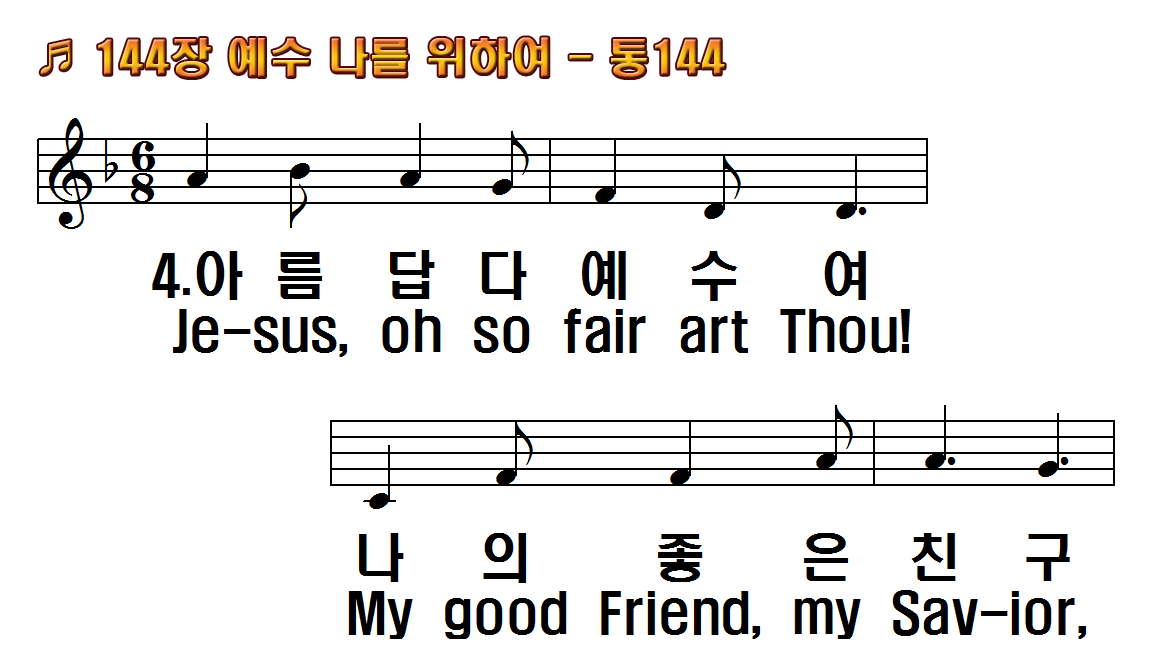 ♬ 144장 예수 나를 위하여 - 통144
6
8
4.아 름 답 다 예 수 여
Je-sus, oh so fair art Thou!
나 의 좋 은 친 구
My good Friend, my Sav-ior,